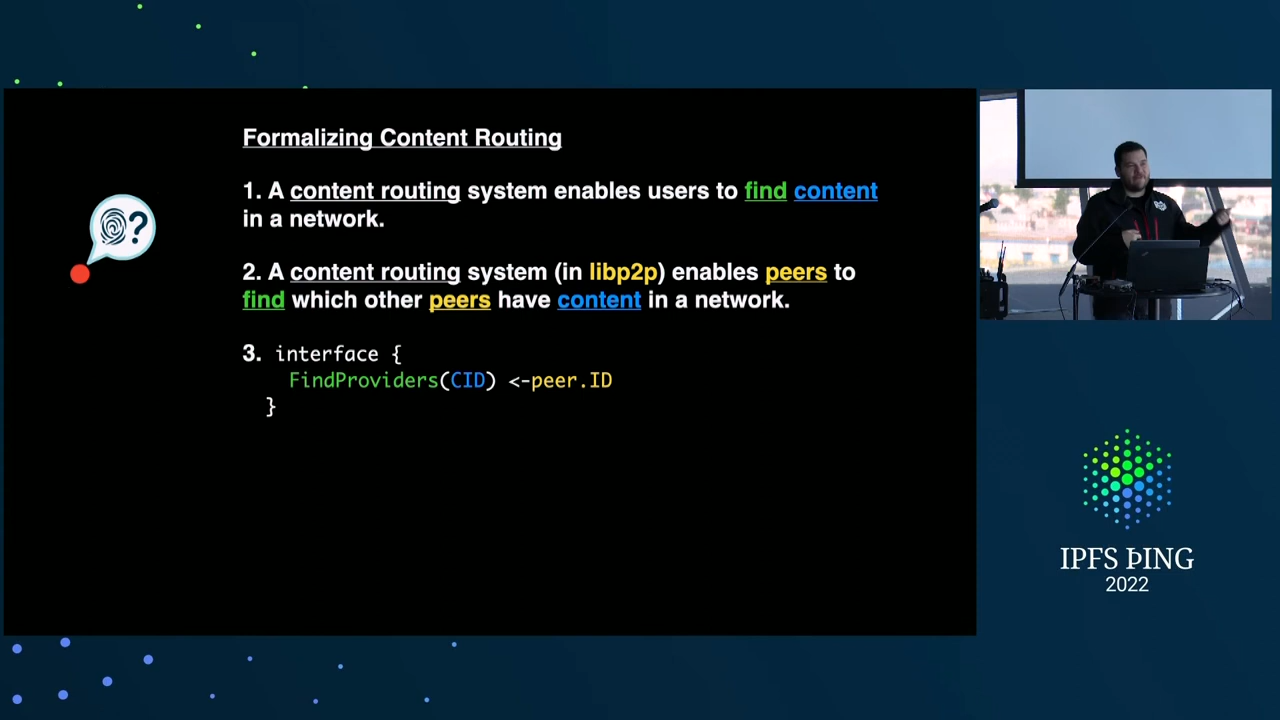 Formalizing Content Routing
1. A content routing system enables users to find content
in a network.
2. A content routing system (in libp2p) enables peers to
find which other peers have content in a network.
3. interface {
FindProviders(CID) <-peer.ID
}
?
IPFS ÞING
2022